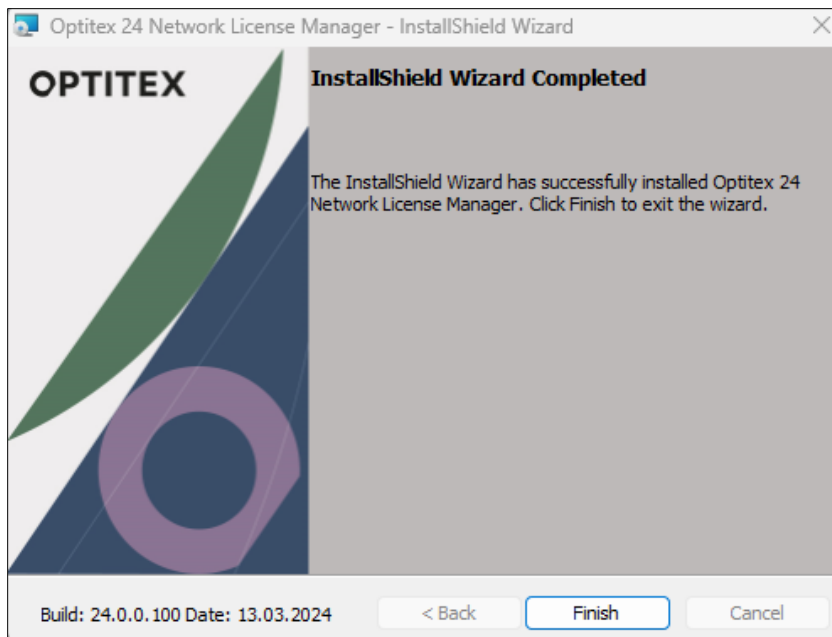 Optitex 24 Network License Manager - InstallShield Wizard
OPTITEX
InstallShield Wizard Completed
The InstallShield Wizard has successfully installed Optitex 24
Network License Manager. Click Finish to exit the wizard.
Build: 24.0.0.100 Date: 13.03.2024
< Back
Finish
Cancel